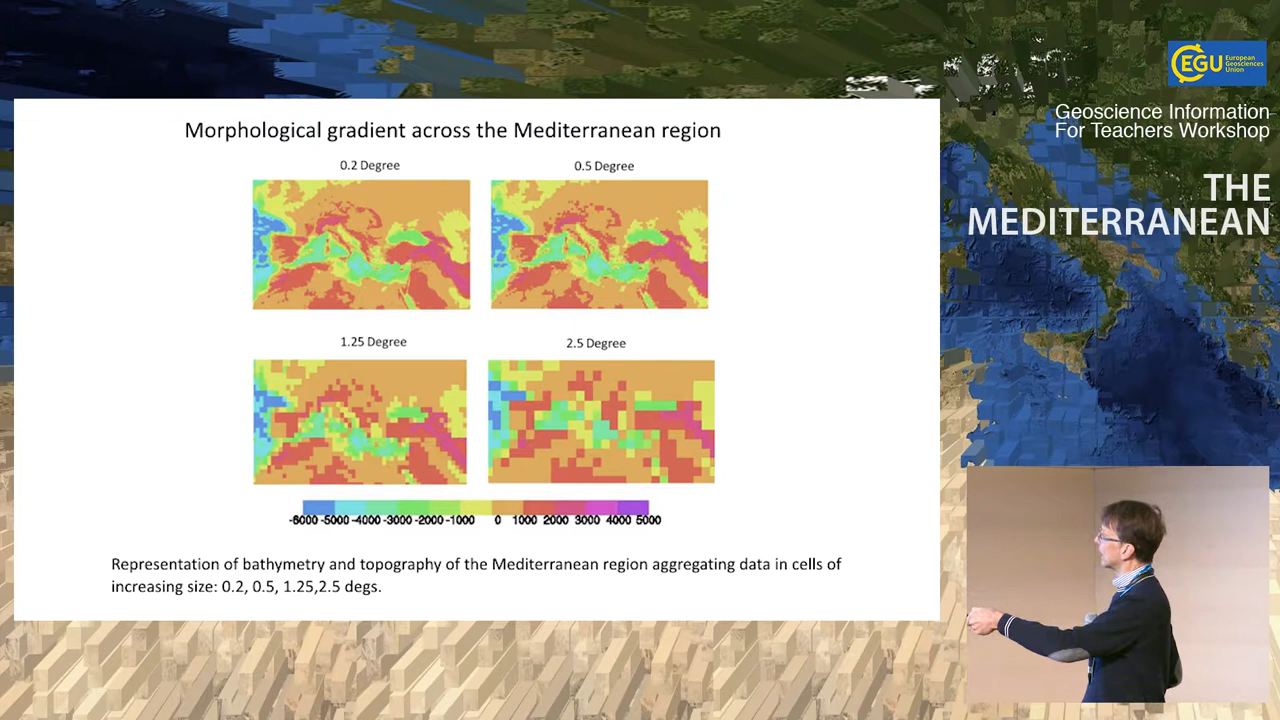 EGU European
Geosciences
Union
Geoscience Information
For Teachers Workshop
THE
MEDITERRANEAN
Morphological gradient across the Mediterranean region
0.2 Degree
0.5 Degree
1.25 Degree
2.5 Degree
-6000 -5000 -4000 -3000 -2000 -1000 0 1000 2000 3000 4000 5000
Representation of bathymetry and topography of the Mediterranean region aggregating data in cells of
increasing size: 0.2, 0.5, 1.25,2.5 degs.